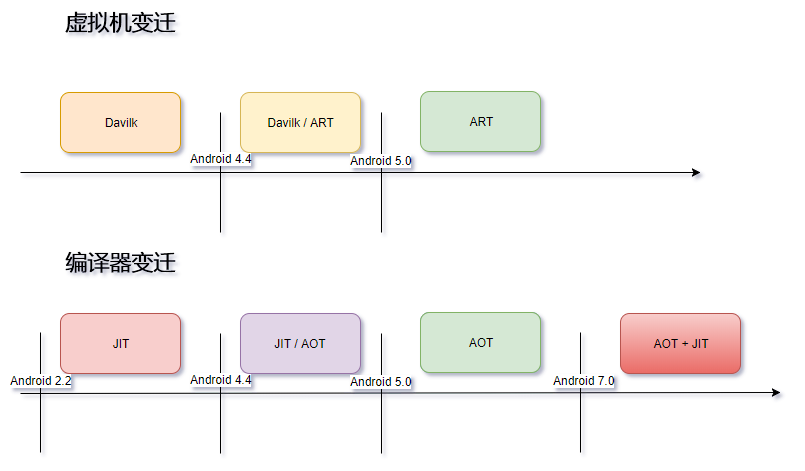 虚拟机变迁
Davilk
Davilk / ART
ART
Android 4.4
Android 5.0
编译器变迁
JIT
JIT / AOT
AOT
AOT + JIT
Android 2.2
Android 4.4
Android 5.0
Android 7.0